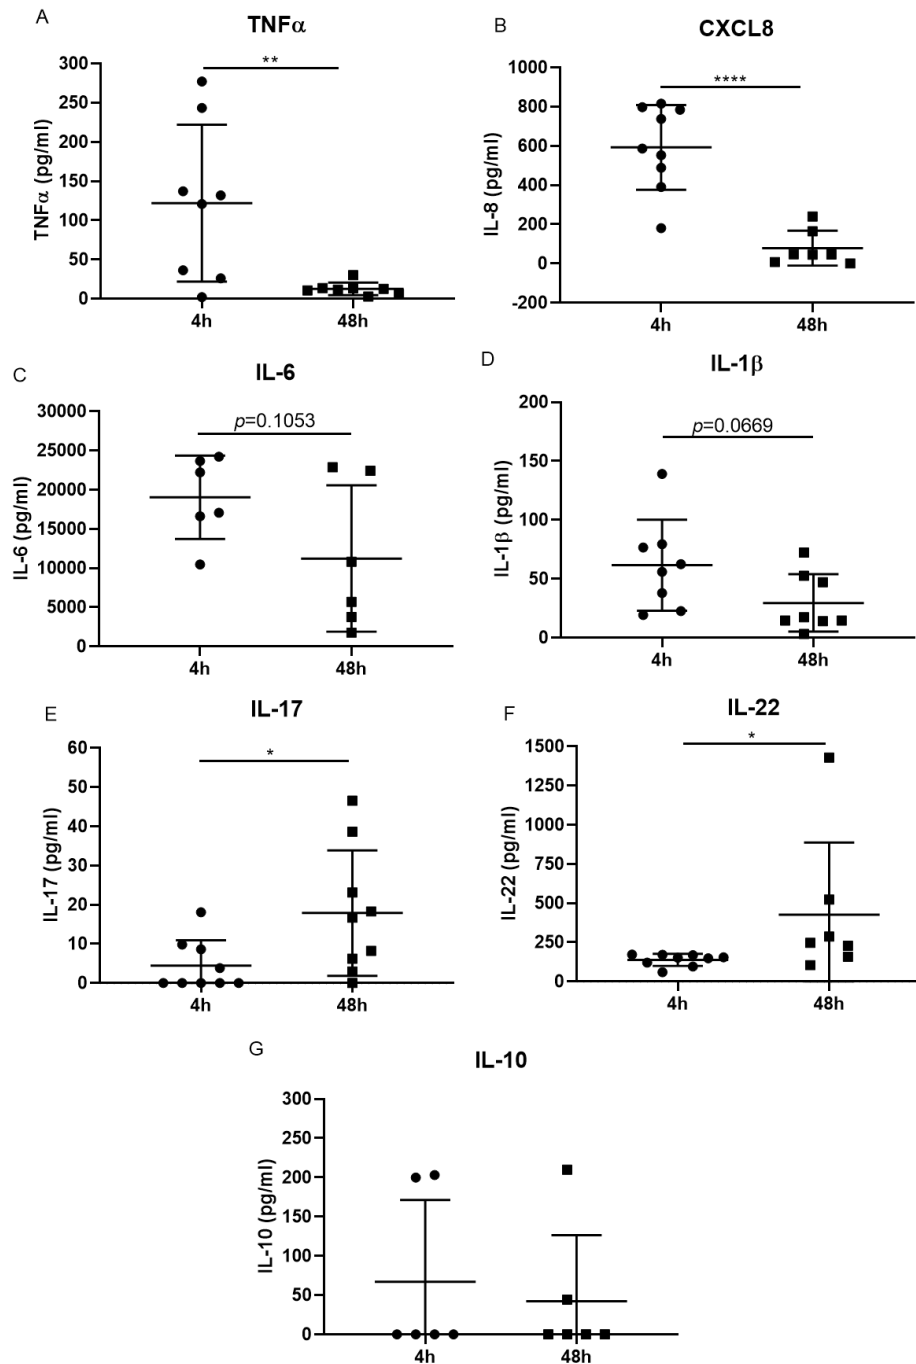 A
TNFα
**
300
250
200
150
100
50
0
TNFα (pg/ml)
4h
48h
B
CXCL8
****
1000
800
600
400
200
0
-200
IL-8 (pg/ml)
4h
48h
C
IL-6
p=0.1053
30000
25000
20000
15000
10000
5000
0
IL-6 (pg/ml)
4h
48h
D
IL-1β
p=0.0669
200
150
100
50
0
IL-1β (pg/ml)
4h
48h
E
IL-17
*
60
50
40
30
20
10
0
IL-17 (pg/ml)
4h
48h
F
IL-22
*
1500
1250
1000
750
500
250
0
IL-22 (pg/ml)
4h
48h
G
IL-10
300
250
200
150
100
50
0
IL-10 (pg/ml)
4h
48h